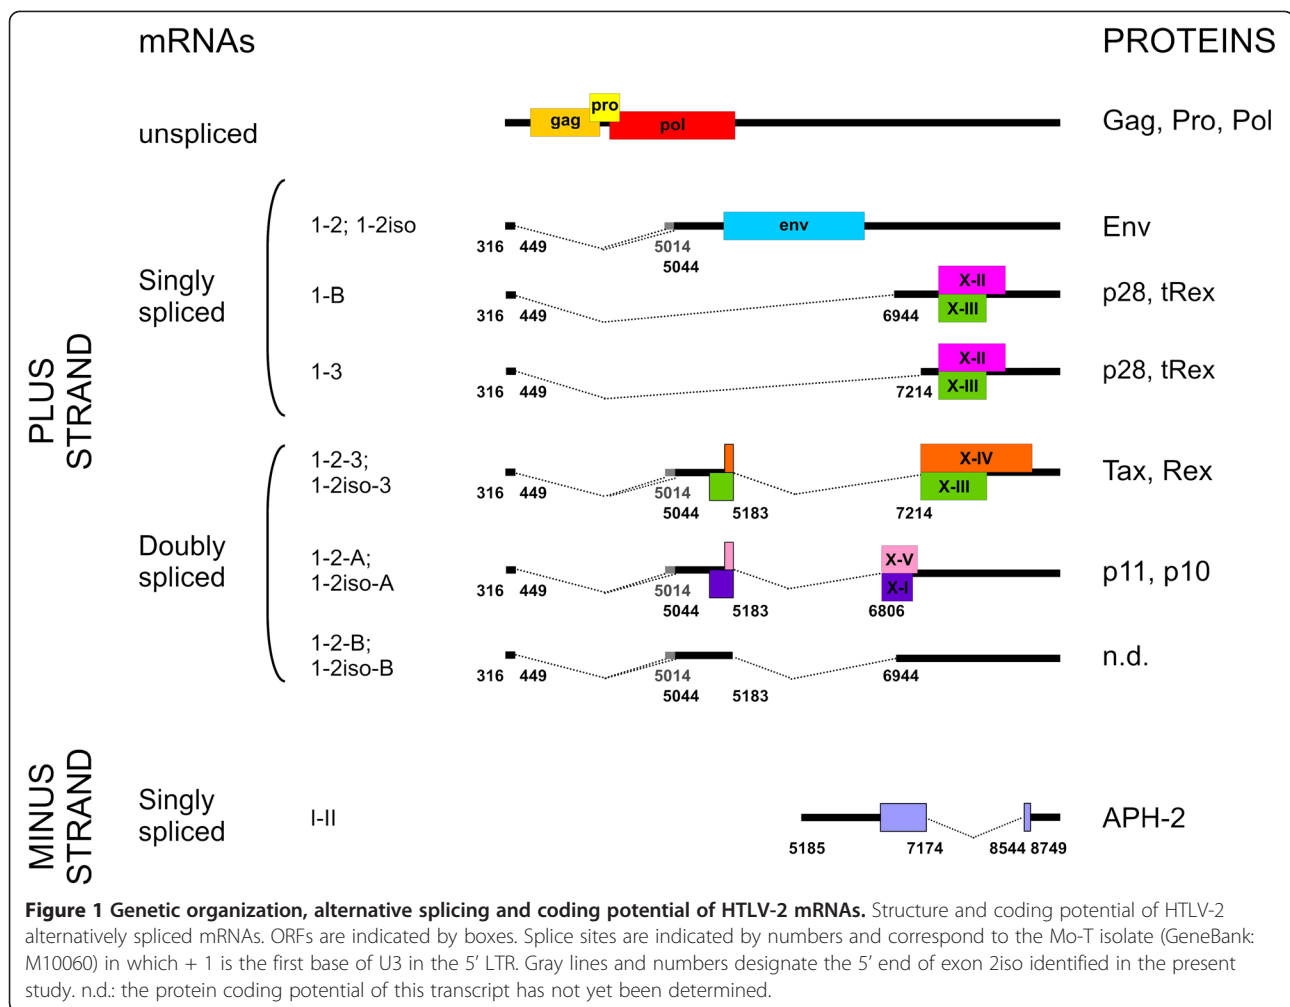 mRNAs
PROTEINS
unspliced
gag
pro
pol
Gag, Pro, Pol
PLUS
STRAND
Singly
spliced
1-2; 1-2iso
316 449 5014
5044
env
Env
1-B
316 449 6944
X-II
X-III
p28, tRex
1-3
316 449 7214
X-II
X-III
p28, tRex
Doubly
spliced
1-2-3;
1-2iso-3
316 449 5014
5044 5183 7214
X-IV
X-III
Tax, Rex
1-2-A;
1-2iso-A
316 449 5014
5044 5183 6806
X-V
X-I
p11, p10
1-2-B;
1-2iso-B
316 449 5014 6944
5044 5183
n.d.
MINUS
STRAND
Singly
spliced
I-II
5185 7174 8544 8749
APH-2
Figure 1 Genetic organization, alternative splicing and coding potential of HTLV-2 mRNAs. Structure and coding potential of HTLV-2
alternatively spliced mRNAs. ORFs are indicated by boxes. Splice sites are indicated by numbers and correspond to the Mo-T isolate (GeneBank:
M10060) in which + 1 is the first base of U3 in the 5’ LTR. Gray lines and numbers designate the 5’ end of exon 2iso identified in the present
study. n.d.: the protein coding potential of this transcript has not yet been determined.